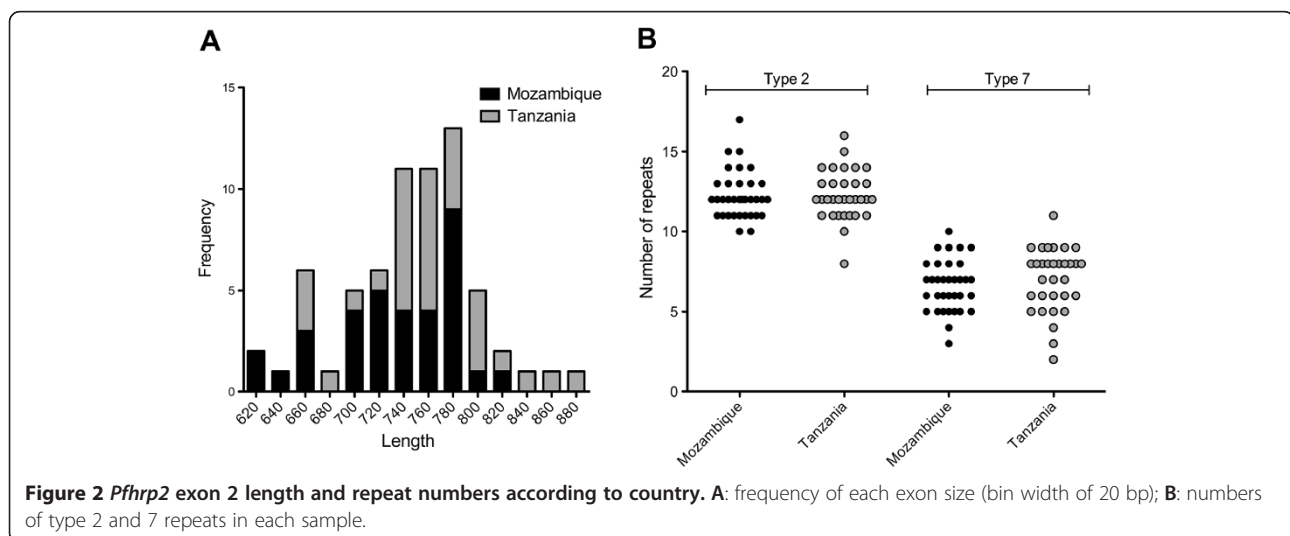 A
15
10
5
0
Frequency
Mozambique
Tanzania
620 640 660 680 700 720 740 760 780 800 820 840 860 880
Length
B
20
15
10
5
0
Number of repeats
Type 2
Type 7
Mozambique
Tanzania
Mozambique
Tanzania
Figure 2 Pfhrp2 exon 2 length and repeat numbers according to country. A: frequency of each exon size (bin width of 20 bp); B: numbers
of type 2 and 7 repeats in each sample.